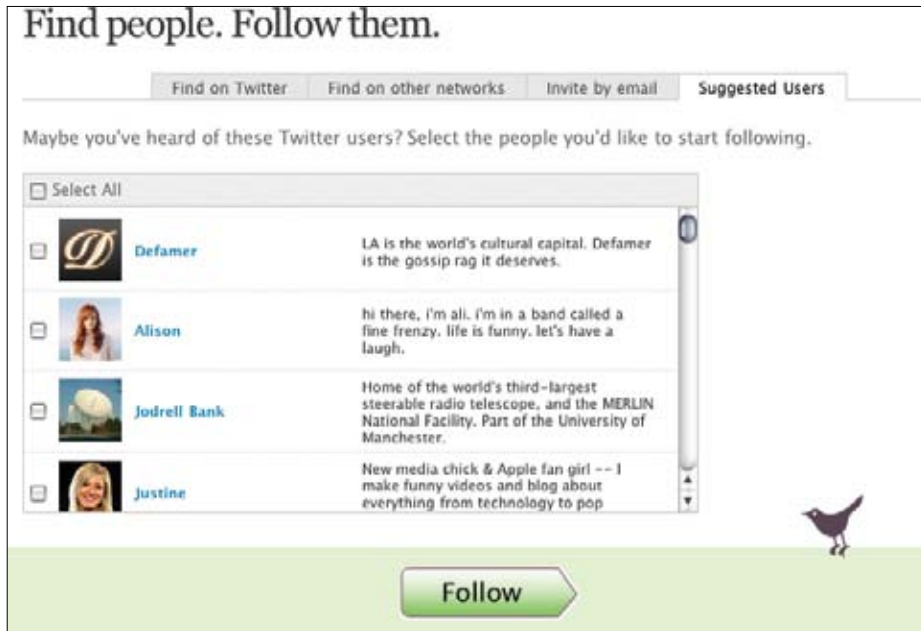 Find people. Follow them.
Find on Twitter Find on other networks Invite by email Suggested Users
Maybe you've heard of these Twitter users? Select the people you'd like to start following.
Select All
Defamer
LA is the world's cultural capital. Defamer
is the gossip rag it deserves.
Alison
hi there, i'm ali. i'm in a band called a
fine frenzy. life is funny. let's have a
laugh.
Jodrell Bank
Home of the world's third-largest
steerable radio telescope, and the MERLIN
National Facility. Part of the University of
Manchester.
Justine
New media chick & Apple fan girl -- I
make funny videos and blog about
everything from technology to pop
Follow